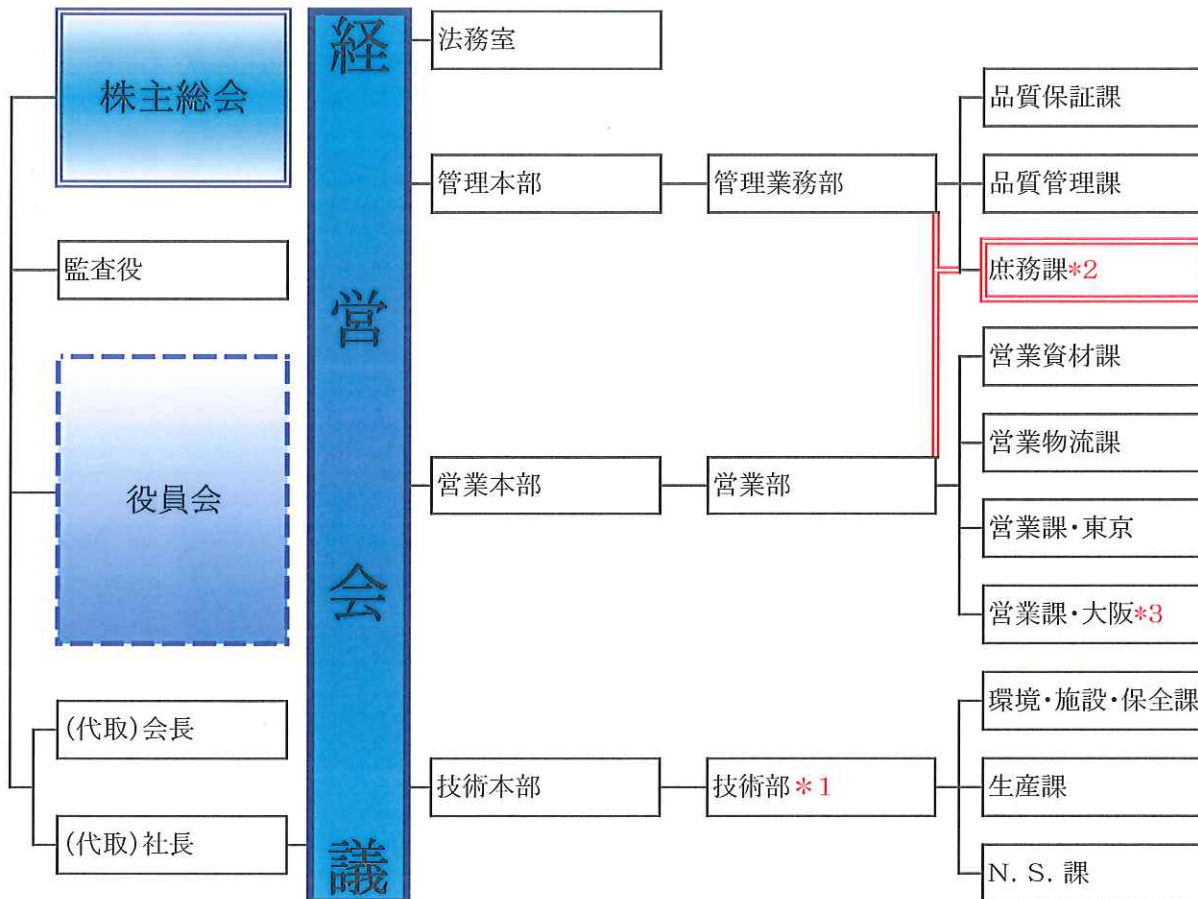 株主総会
監査役
役員会
(代取)会長
(代取)社長
経営会議
法務室
管理本部
営業本部
技術本部
管理業務部
営業部
技術部*1
品質保証課
品質管理課
庶務課*2
営業資材課
営業物流課
営業課・東京
営業課・大阪*3
環境・施設・保全課
生産課
N. S. 課